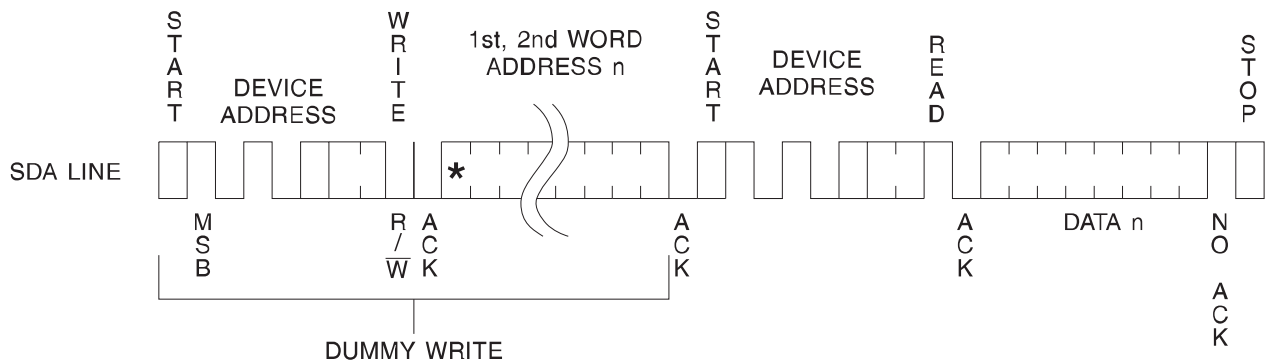 START
WRITE
1st, 2nd WORD
ADDRESS n
START
READ
STOP
DEVICE
ADDRESS
DEVICE
ADDRESS
SDA LINE
*
MSB
R/W
ACK
ACK
ACK
DATA n
NO ACK
DUMMY WRITE